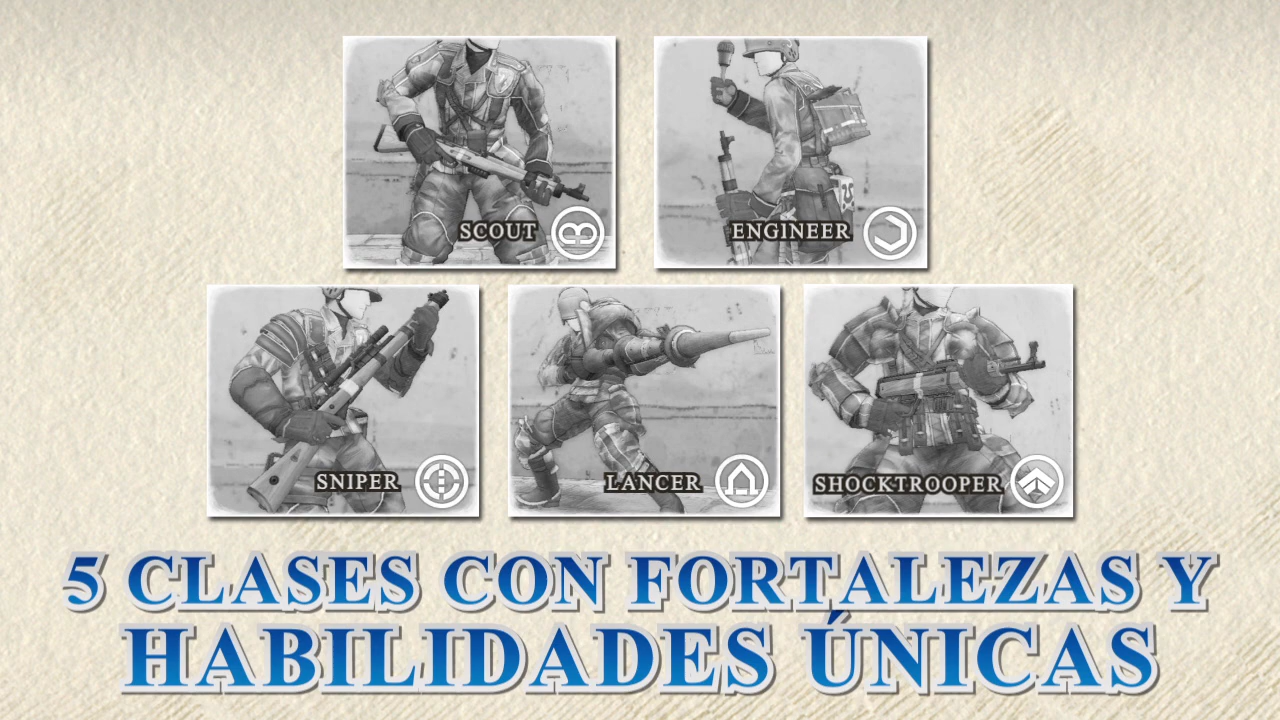 SCOUT
ENGINEER
SNIPER
LANCER
SHOCKTROOPER
5 CLASES CON FORTALEZAS Y
HABILIDADES ÚNICAS